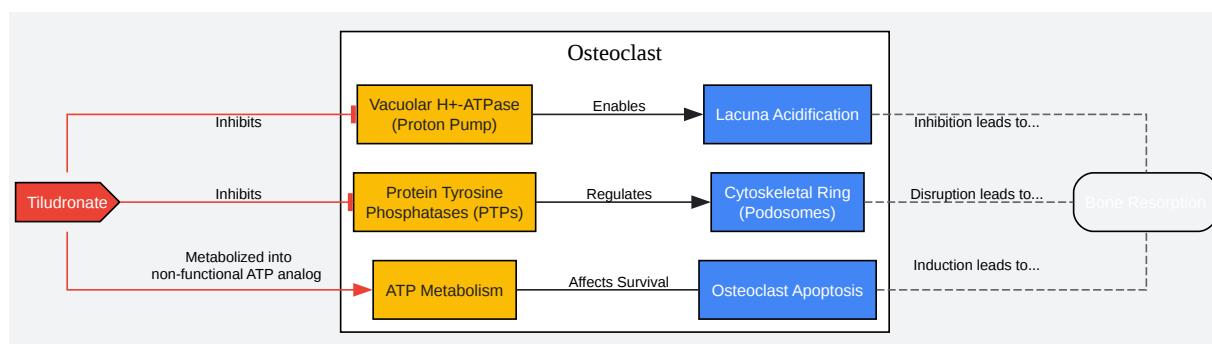 Osteoclast
Vacuolar H+-ATPase
(Proton Pump)
Enables
Lacuna Acidification
Inhibits
Inhibition leads to...
Tiludronate
Inhibits
Protein Tyrosine
Phosphatases (PTPs)
Regulates
Cytoskeletal Ring
(Podosomes)
Disruption leads to...
Bone Resorption
Metabolized into
non-functional ATP analog
ATP Metabolism
Affects Survival
Osteoclast Apoptosis
Induction leads to...